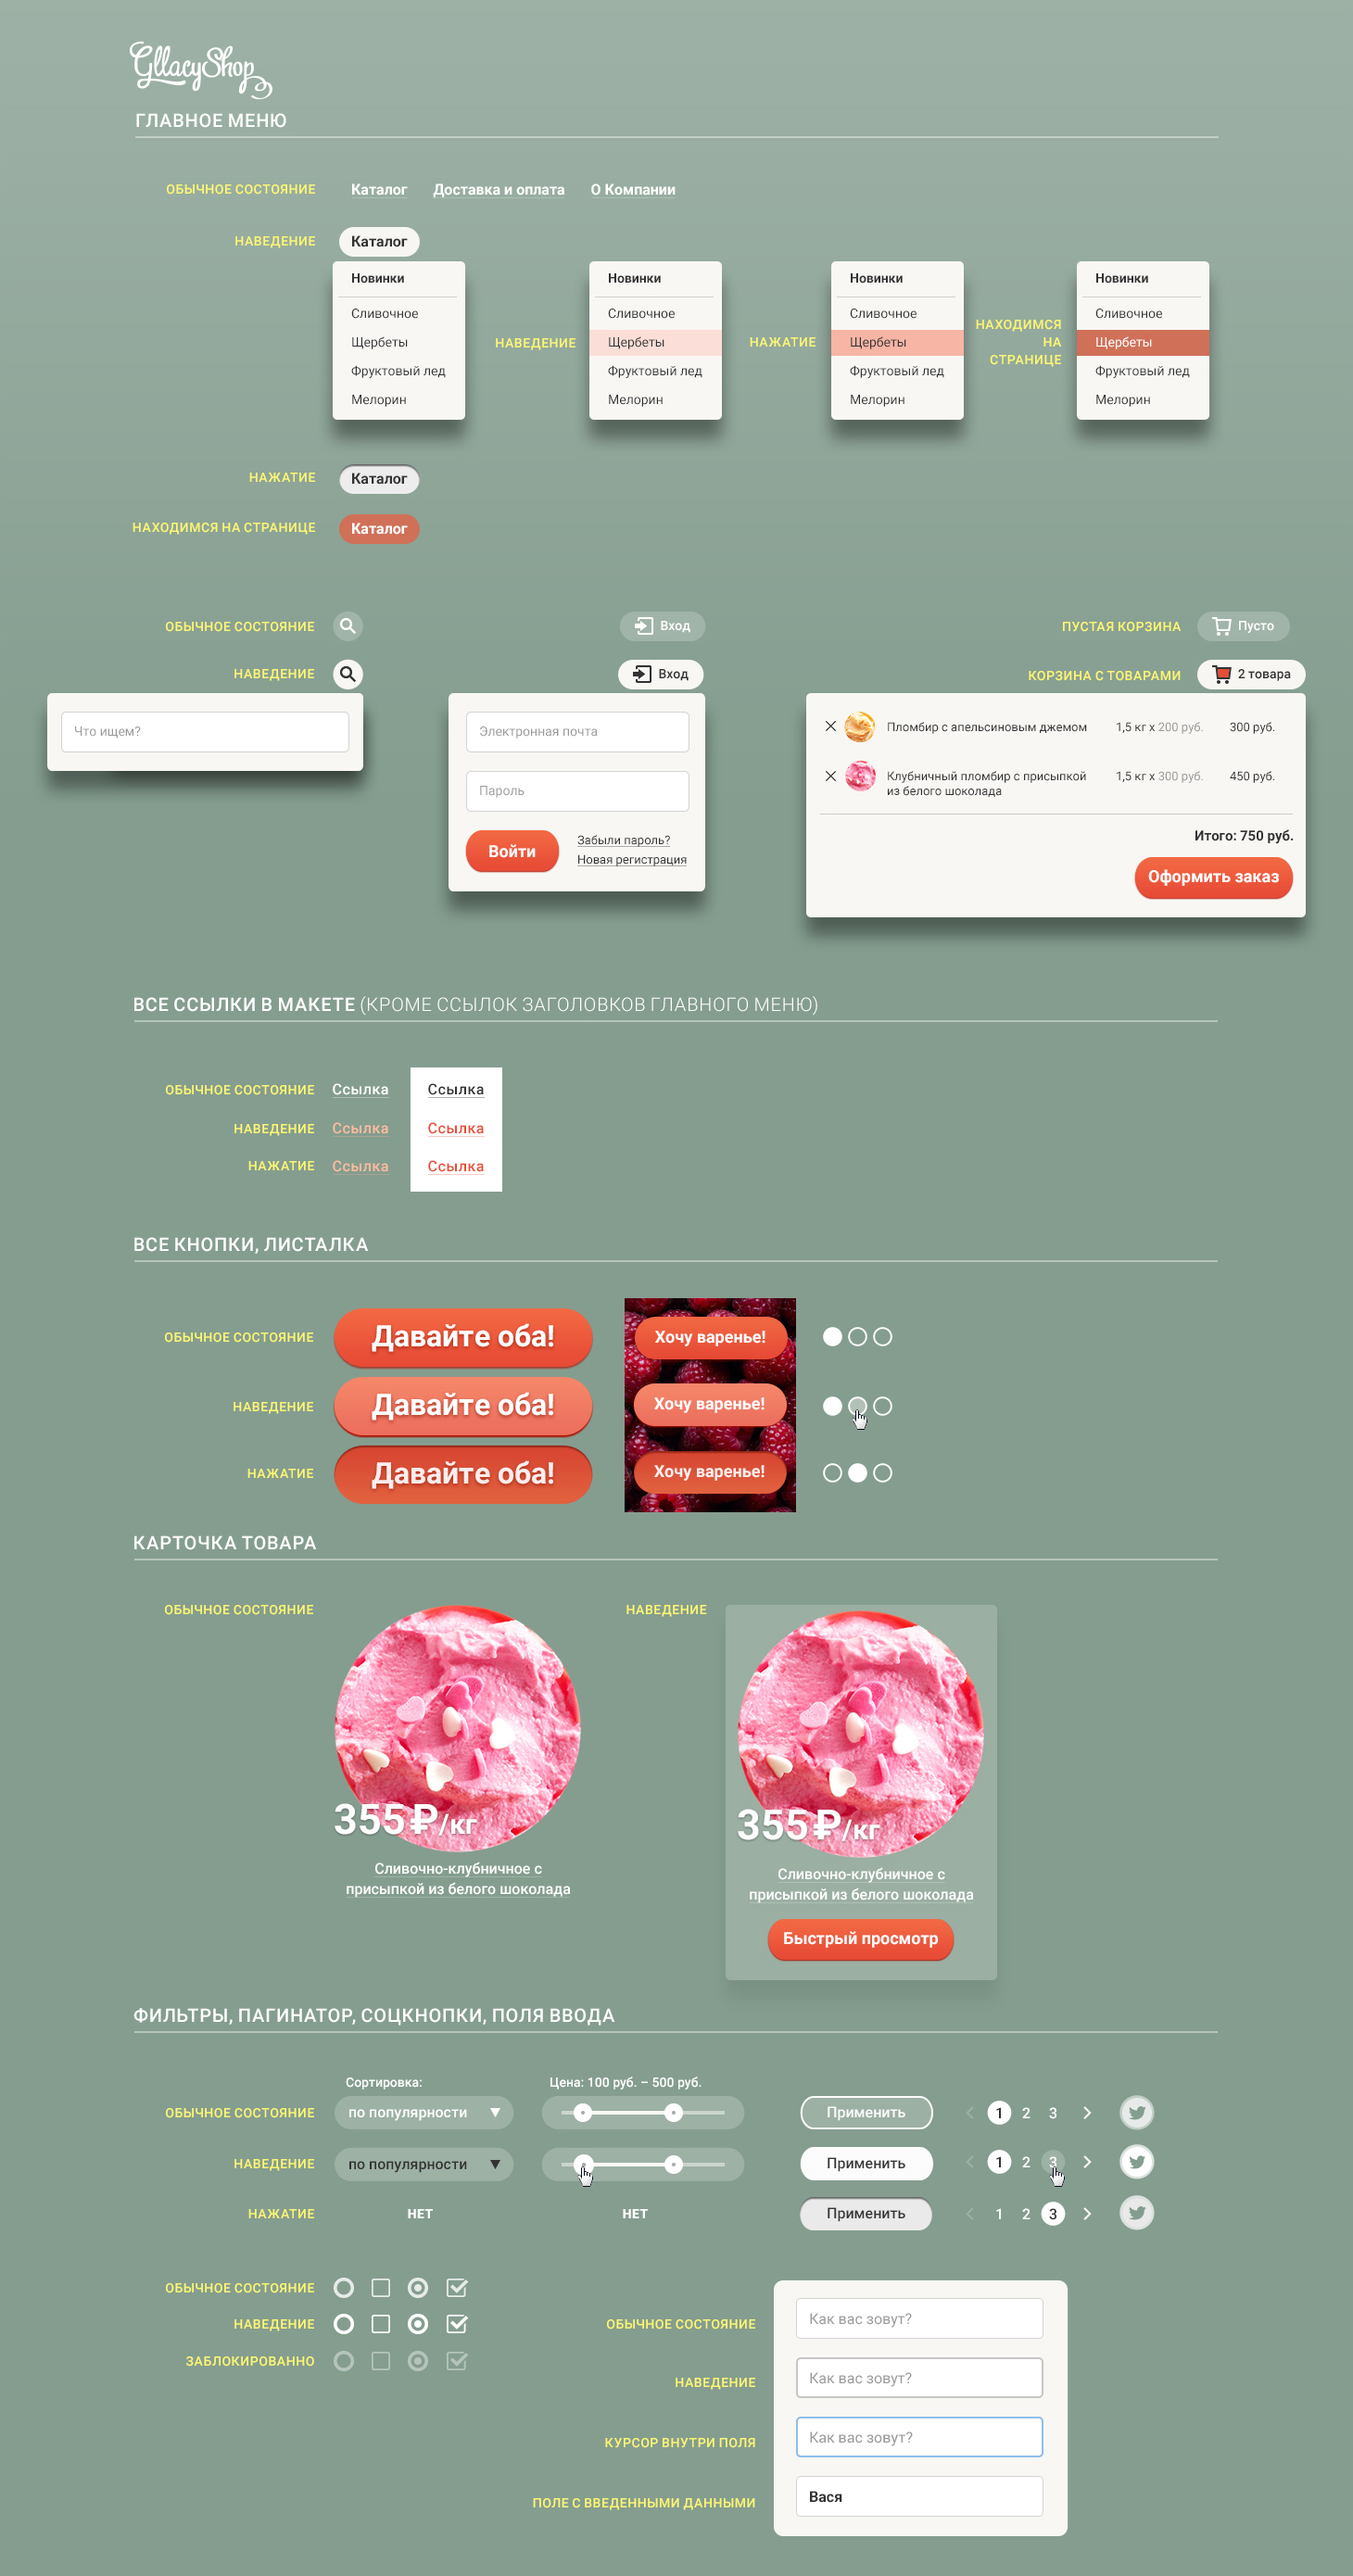 GllacyShop
ГЛАВНОЕ МЕНЮ
ОБЫЧНОЕ СОСТОЯНИЕ Каталог Доставка и оплата О Компании
НАВЕДЕНИЕ Каталог
Новинки Новинки Новинки Новинки
Сливочное Сливочное Сливочное Сливочное
Щербеты НАВЕДЕНИЕ Щербеты НАЖАТИЕ Щербеты НАХОДИМСЯ НА СТРАНИЦЕ Щербеты
Фруктовый лед Фруктовый лед Фруктовый лед Фруктовый лед
Мелорин Мелорин Мелорин Мелорин
НАЖАТИЕ Каталог
НАХОДИМСЯ НА СТРАНИЦЕ Каталог
ОБЫЧНОЕ СОСТОЯНИЕ Вход ПУСТАЯ КОРЗИНА Пусто
НАВЕДЕНИЕ Вход КОРЗИНА С ТОВАРАМИ 2 товара
Что ищем?
Электронная почта
Пароль
Войти
Забыли пароль?
Новая регистрация
Пломбир с апельсиновым джемом 1,5 кг х 200 руб. 300 руб.
Клубничный пломбир с присыпкой 1,5 кг х 300 руб. 450 руб.
из белого шоколада
Итого: 750 руб.
Оформить заказ
ВСЕ ССЫЛКИ В МАКЕТЕ (КРОМЕ ССЫЛОК ЗАГОЛОВКОВ ГЛАВНОГО МЕНЮ)
ОБЫЧНОЕ СОСТОЯНИЕ Ссылка Ссылка
НАВЕДЕНИЕ Ссылка Ссылка
НАЖАТИЕ Ссылка Ссылка
ВСЕ КНОПКИ, ЛИСТАЛКА
ОБЫЧНОЕ СОСТОЯНИЕ Давайте оба! Хочу варенье!
НАВЕДЕНИЕ Давайте оба! Хочу варенье!
НАЖАТИЕ Давайте оба! Хочу варенье!
КАРТОЧКА ТОВАРА
ОБЫЧНОЕ СОСТОЯНИЕ НАВЕДЕНИЕ
355 ₽/кг
Сливочно-клубничное с
присыпкой из белого шоколада
355 ₽/кг
Сливочно-клубничное с
присыпкой из белого шоколада
Быстрый просмотр
ФИЛЬТРЫ, ПАГИНАТОР, СОЦКНОПКИ, ПОЛЯ ВВОДА
Сортировка: Цена: 100 руб. – 500 руб.
ОБЫЧНОЕ СОСТОЯНИЕ по популярности Применить 1 2 3
НАВЕДЕНИЕ по популярности Применить 1 2 3
НАЖАТИЕ НЕТ НЕТ Применить 1 2 3
ОБЫЧНОЕ СОСТОЯНИЕ
НАВЕДЕНИЕ
ЗАБЛОКИРОВАННО
ОБЫЧНОЕ СОСТОЯНИЕ Как вас зовут?
НАВЕДЕНИЕ Как вас зовут?
КУРСОР ВНУТРИ ПОЛЯ Как вас зовут?
ПОЛЕ С ВВЕДЕННЫМИ ДАННЫМИ Вася